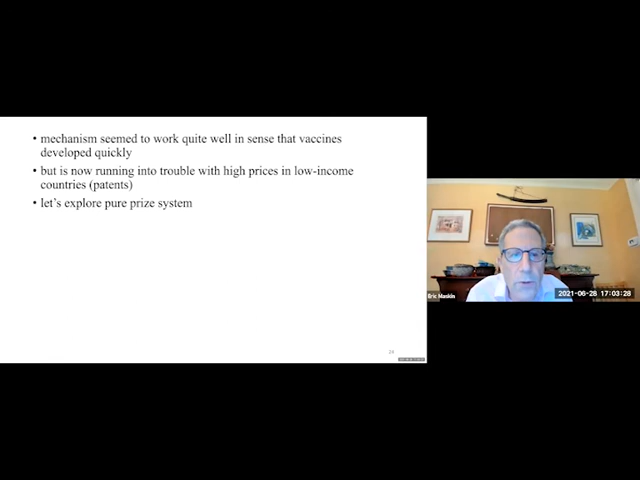 • mechanism seemed to work quite well in sense that vaccines
developed quickly
• but is now running into trouble with high prices in low-income
countries (patents)
• let's explore pure prize system
Eric Maskin
2021-06-28 17:03:28